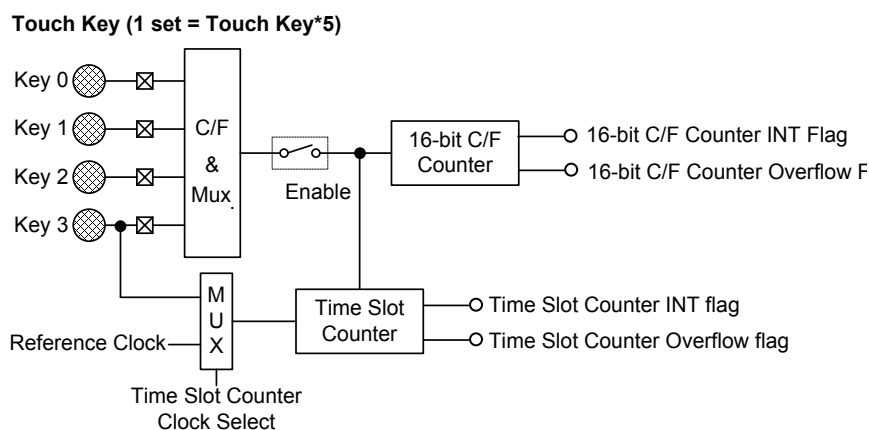 Touch Key (1 set = Touch Key*5)
Key 0
Key 1
Key 2
Key 3
C/F
&
Mux.
Enable
16-bit C/F
Counter
16-bit C/F Counter INT Flag
16-bit C/F Counter Overflow F
M
U
X
Reference Clock
Time Slot Counter
Clock Select
Time Slot
Counter
Time Slot Counter INT flag
Time Slot Counter Overflow flag